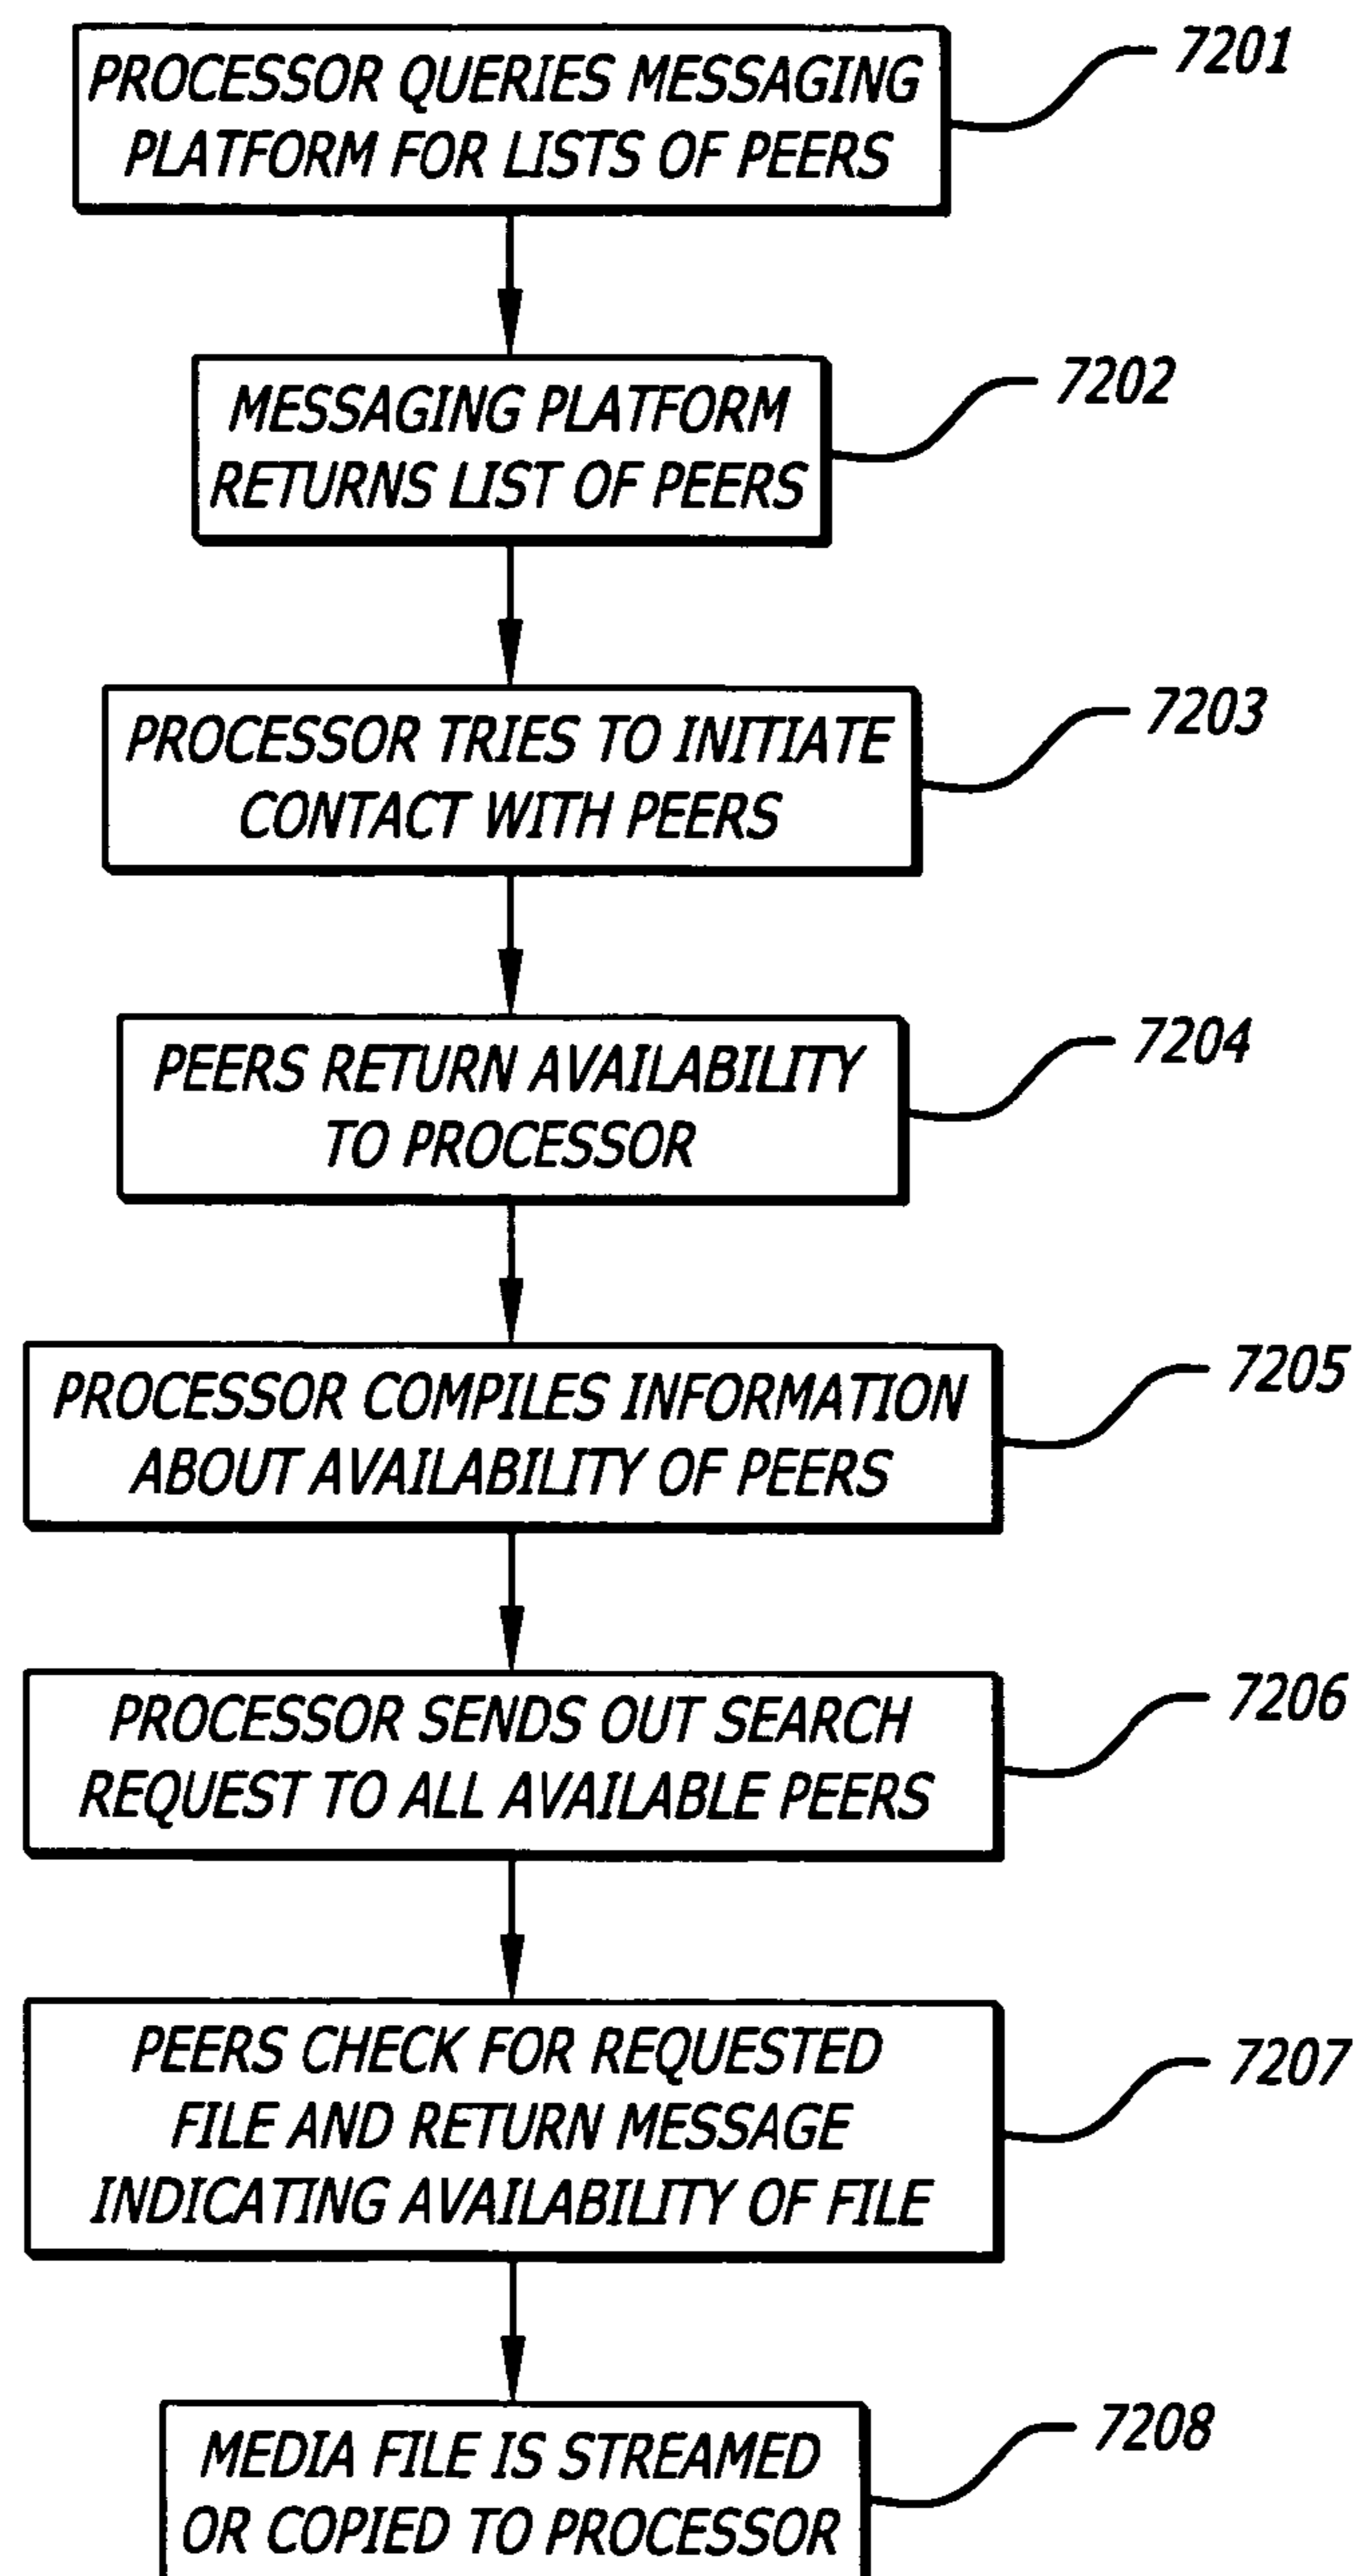 PROCESSOR QUERIES MESSAGING
PLATFORM FOR LISTS OF PEERS
7201
MESSAGING PLATFORM
RETURNS LIST OF PEERS
7202
PROCESSOR TRIES TO INITIATE
CONTACT WITH PEERS
7203
PEERS RETURN AVAILABILITY
TO PROCESSOR
7204
PROCESSOR COMPILES INFORMATION
ABOUT AVAILABILITY OF PEERS
7205
PROCESSOR SENDS OUT SEARCH
REQUEST TO ALL AVAILABLE PEERS
7206
PEERS CHECK FOR REQUESTED
FILE AND RETURN MESSAGE
INDICATING AVAILABILITY OF FILE
7207
MEDIA FILE IS STREAMED
OR COPIED TO PROCESSOR
7208